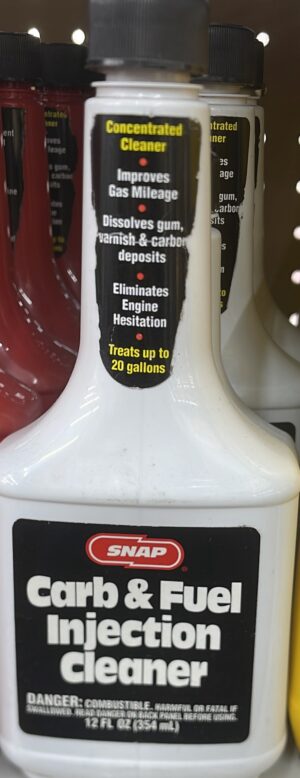 Concentrated
Cleaner
Improves
Gas Mileage
Dissolves gum,
varnish & carbon
deposits
Eliminates
Engine
Hesitation
Treats up to
20 gallons
SNAP
Carb & Fuel
Injection
Cleaner
DANGER: COMBUSTIBLE. HARMFUL OR FATAL IF
SWALLOWED. READ DANGER ON BACK PANEL BEFORE USING.
12 FL OZ (354 mL)